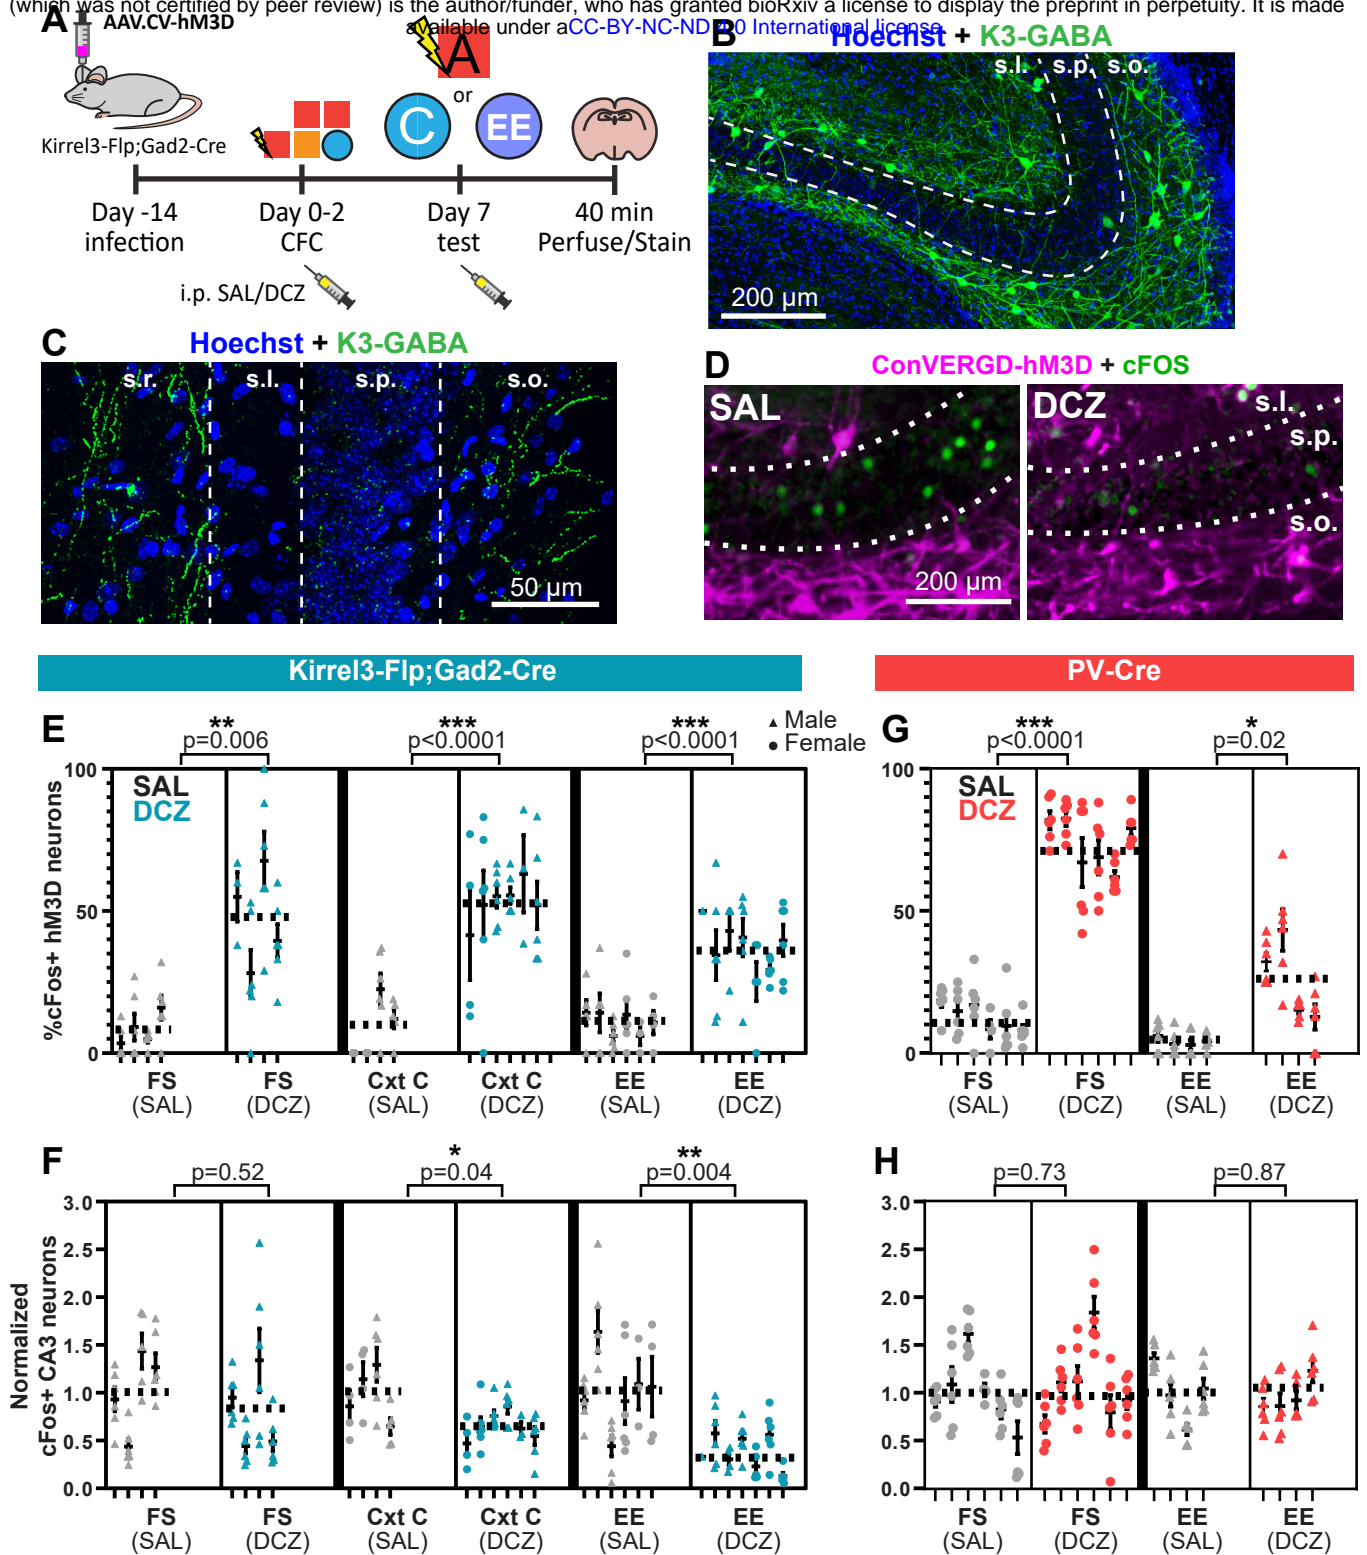 (which was not certified by peer review) is the author/funder, who has granted bioRxiv a license to display the preprint in perpetuity. It is made
available under aCC-BY-NC-ND 4.0 International license.
A
AAV.CV-hM3D
Kirrel3-Flp;Gad2-Cre
A
or
C
EE
Day -14
infection
Day 0-2
CFC
Day 7
test
40 min
Perfuse/Stain
i.p. SAL/DCZ
B
Hoechst + K3-GABA
s.l. s.p. s.o.
200 µm
C
Hoechst + K3-GABA
s.r. s.l. s.p. s.o.
50 µm
D
ConVERGD-hM3D + cFOS
SAL
200 µm
DCZ
s.l.
s.p.
s.o.
Kirrel3-Flp;Gad2-Cre
PV-Cre
E
** *** ***
p=0.006 p<0.0001 p<0.0001
▲ Male
● Female
SAL
DCZ
%cFos+ hM3D neurons
100
50
0
FS FS Cxt C Cxt C EE EE
(SAL) (DCZ) (SAL) (DCZ) (SAL) (DCZ)
G
*** *
p<0.0001 p=0.02
SAL
DCZ
100
50
0
FS FS EE EE
(SAL) (DCZ) (SAL) (DCZ)
F
* **
p=0.52 p=0.04 p=0.004
Normalized
cFos+ CA3 neurons
3.0
2.5
2.0
1.5
1.0
0.5
0.0
FS FS Cxt C Cxt C EE EE
(SAL) (DCZ) (SAL) (DCZ) (SAL) (DCZ)
H
p=0.73 p=0.87
3.0
2.5
2.0
1.5
1.0
0.5
0.0
FS FS EE EE
(SAL) (DCZ) (SAL) (DCZ)